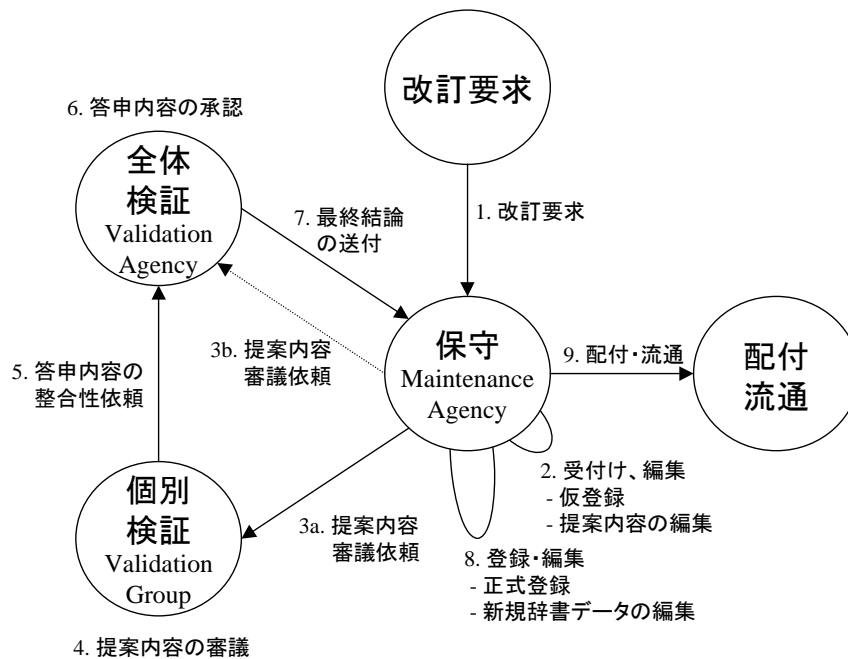 改訂要求
6. 答申内容の承認
全体
検証
Validation
Agency
7. 最終結論
の送付
1. 改訂要求
3b. 提案内容
審議依頼
保守
Maintenance
Agency
9. 配付・流通
配付
流通
5. 答申内容の
整合性依頼
個別
検証
Validation
Group
3a. 提案内容
審議依頼
2. 受付け、編集
- 仮登録
- 提案内容の編集
8. 登録・編集
- 正式登録
- 新規辞書データの編集
4. 提案内容の審議